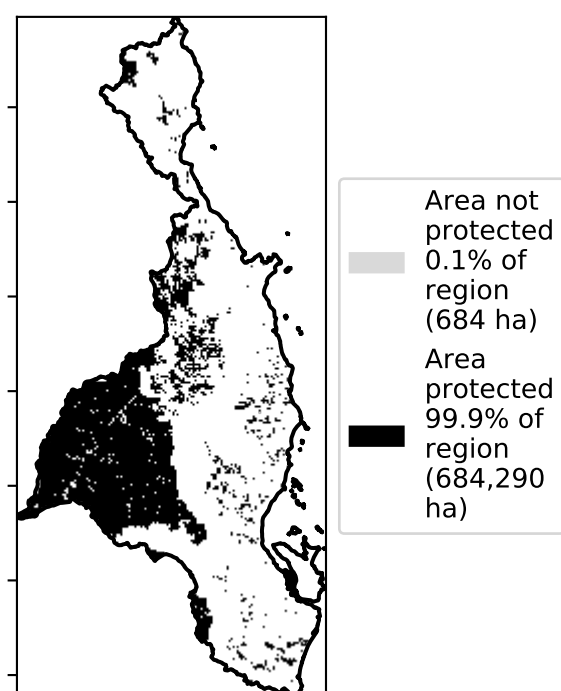 Area not
protected
0.1% of
region
(684 ha)
Area
protected
99.9% of
region
(684,290
ha)